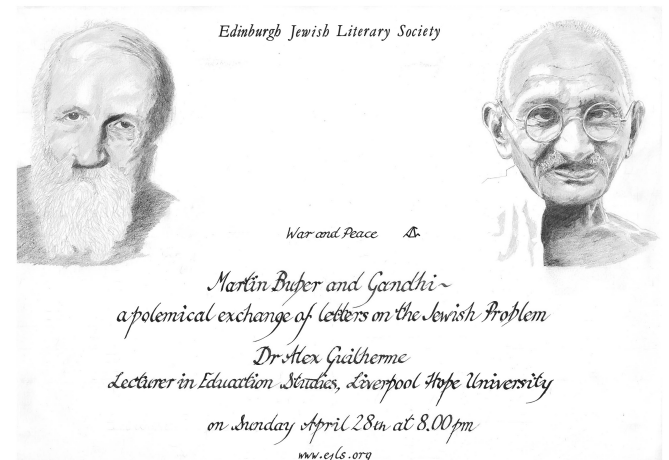 Edinburgh Jewish Literary Society
War and Peace
Martin Buber and Gandhi~
a polemical exchange of letters on the Jewish Problem
Dr Alex Guilherme
Lecturer in Education Studies, Liverpool Hope University
on Sunday April 28th at 8.00pm
www.ejls.org